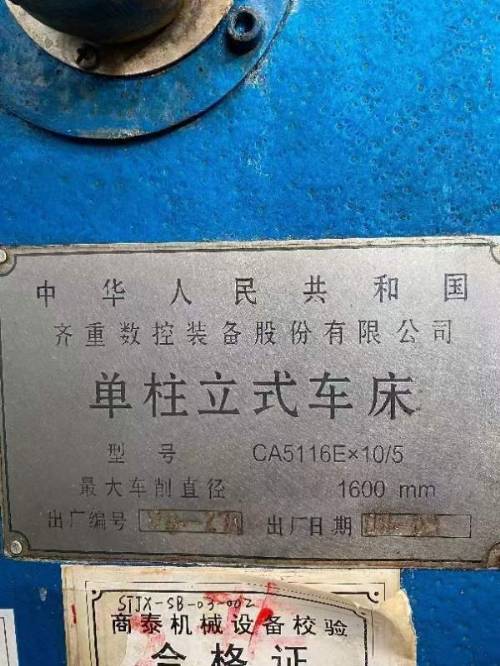 中华人民共和国
齐重数控装备股份有限公司
单柱立式车床
型号 CA5116E×10/5
最大车削直径 1600 mm
出厂编号 出厂日期
STJX-SB-03-002
商泰机械设备校验
合格证